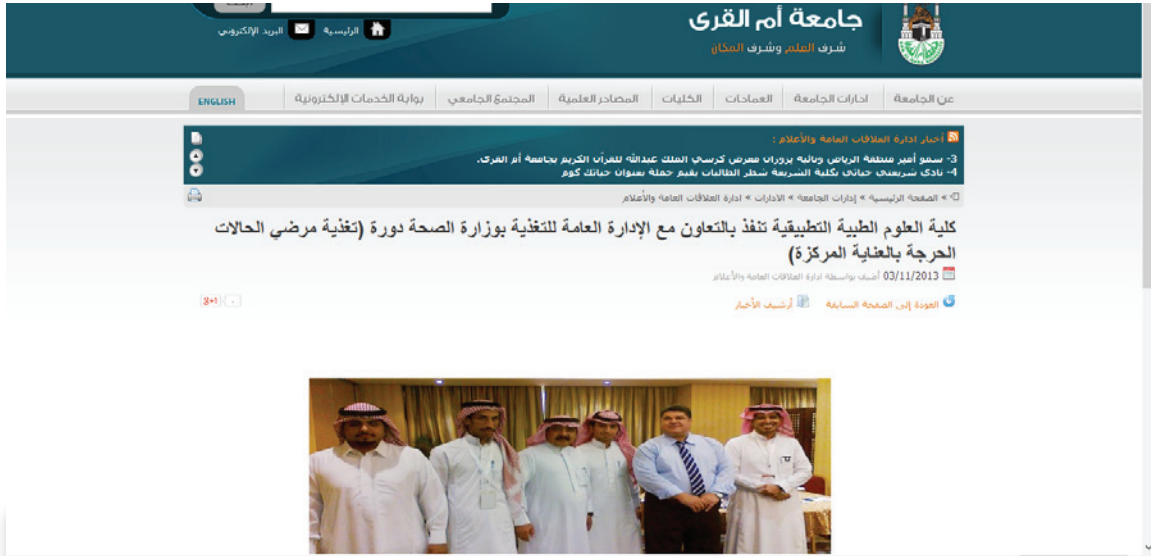 البحث
جامعة أم القرى
شرف العلم وشرف المكان
الرئيسية
البريد الإلكتروني
عن الجامعة
ادارات الجامعة
العمادات
الكليات
المصادر العلمية
المجتمع الجامعي
بوابة الخدمات الإلكترونية
ENGLISH
أخبار ادارة العلاقات العامة والأعلام :
3- سمو أمير منطقة الرياض ونائبه يزوران معرض كرسي الملك عبدالله للقرآن الكريم بجامعة أم القرى.
4- نادي شريعتي حياتي بكلية الشريعة شطر الطالبات يقيم حملة بعنوان حياتك كوم
» الصفحة الرئيسية » إدارات الجامعة » الادارات » ادارة العلاقات العامة والأعلام
كلية العلوم الطبية التطبيقية تنفذ بالتعاون مع الإدارة العامة للتغذية بوزارة الصحة دورة (تغذية مرضي الحالات
الحرجة بالعناية المركزة)
03/11/2013 أضيف بواسطة ادارة العلاقات العامة والأعلام
العودة إلى الصفحة السابقة
أرشيف الأخبار